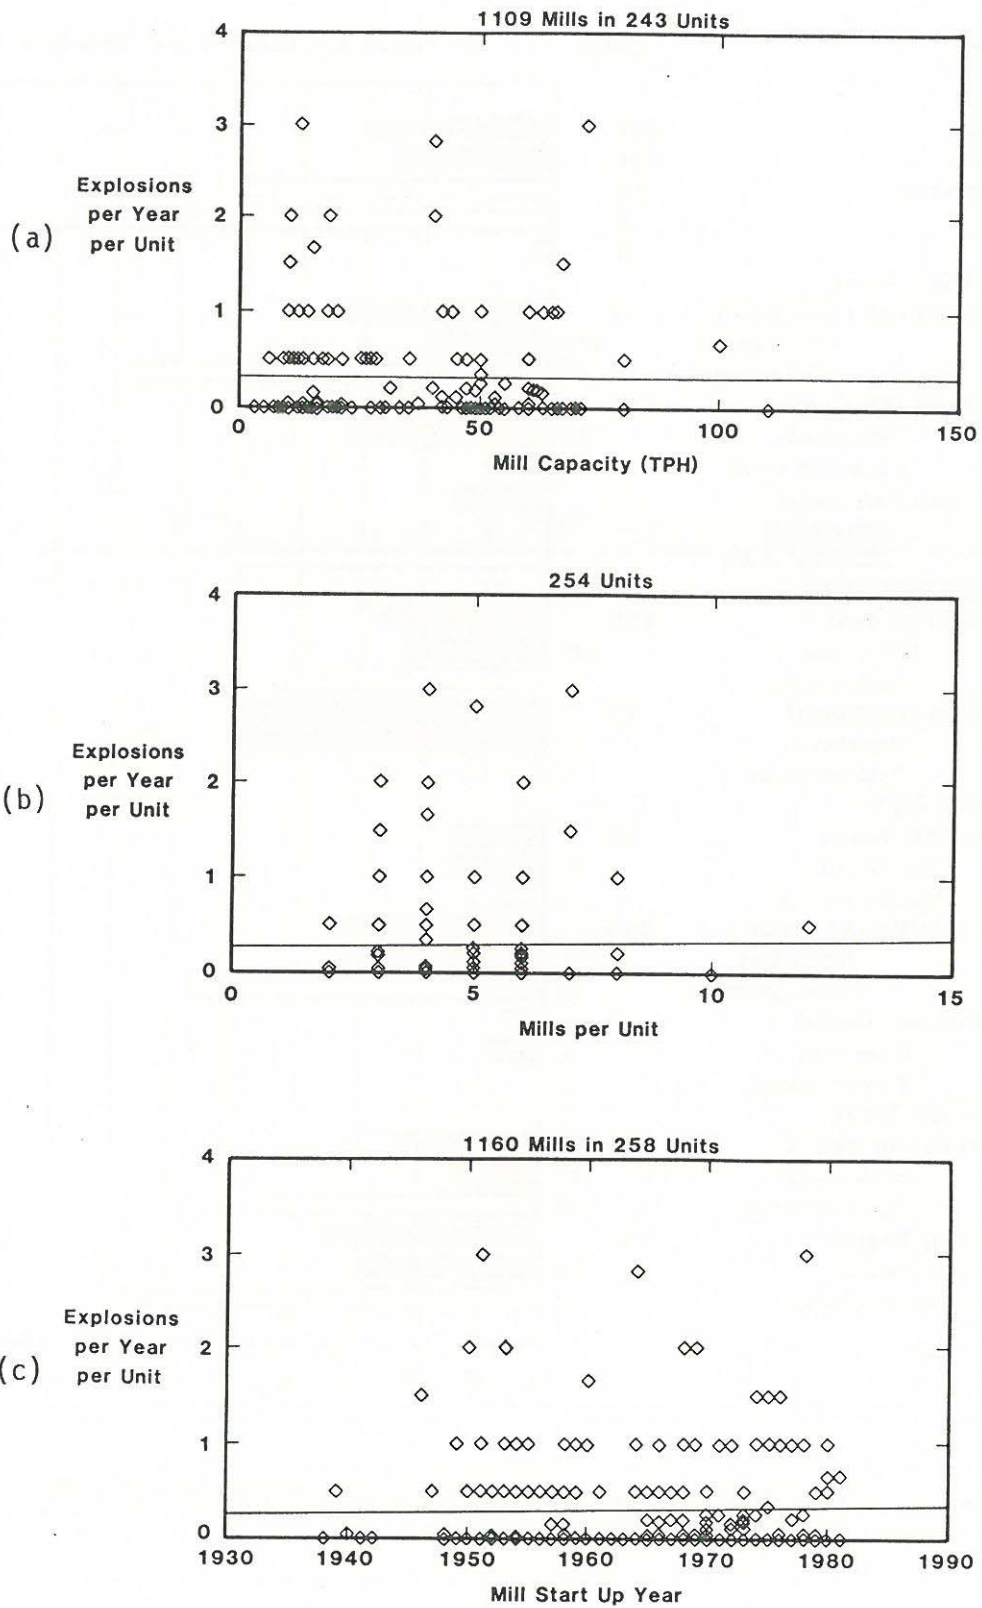 1109 Mills in 243 Units
4
3
2
1
0
Explosions
per Year
per Unit
(a)
0 50 100 150
Mill Capacity (TPH)
254 Units
4
3
2
1
0
Explosions
per Year
per Unit
(b)
0 5 10 15
Mills per Unit
1160 Mills in 258 Units
4
3
2
1
0
Explosions
per Year
per Unit
(c)
1930 1940 1950 1960 1970 1980 1990
Mill Start Up Year